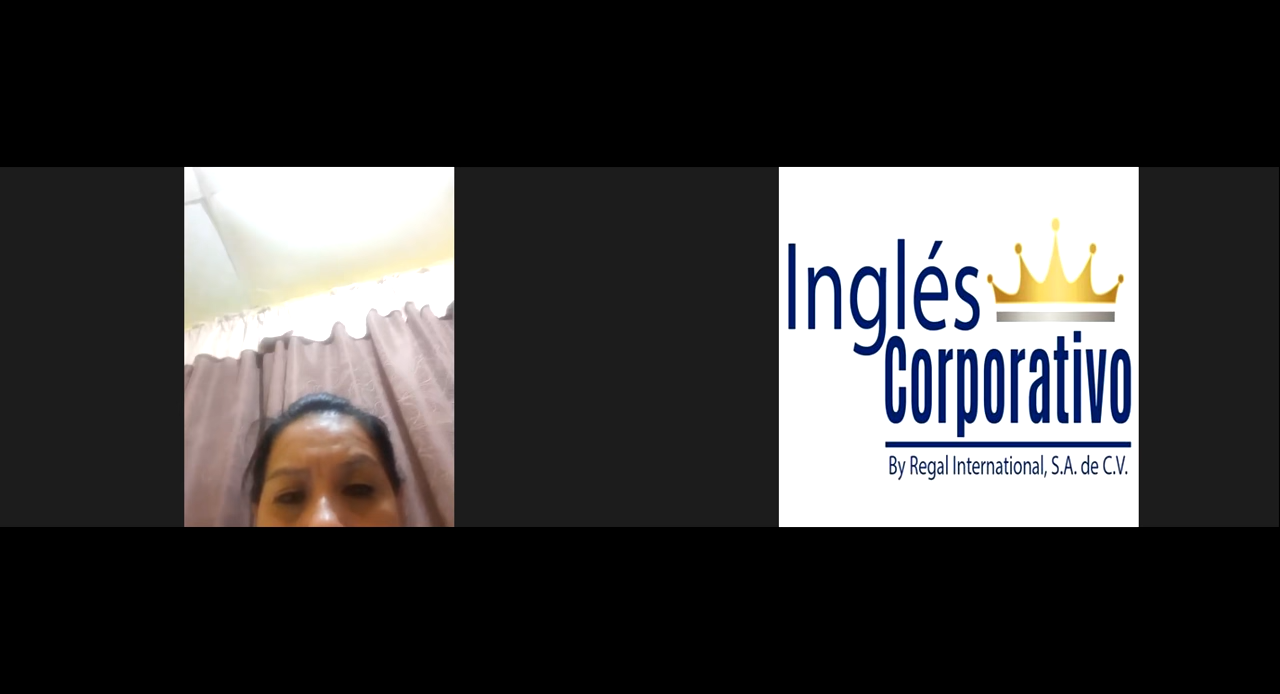 Inglés
Corporativo
By Regal International, S.A. de C.V.